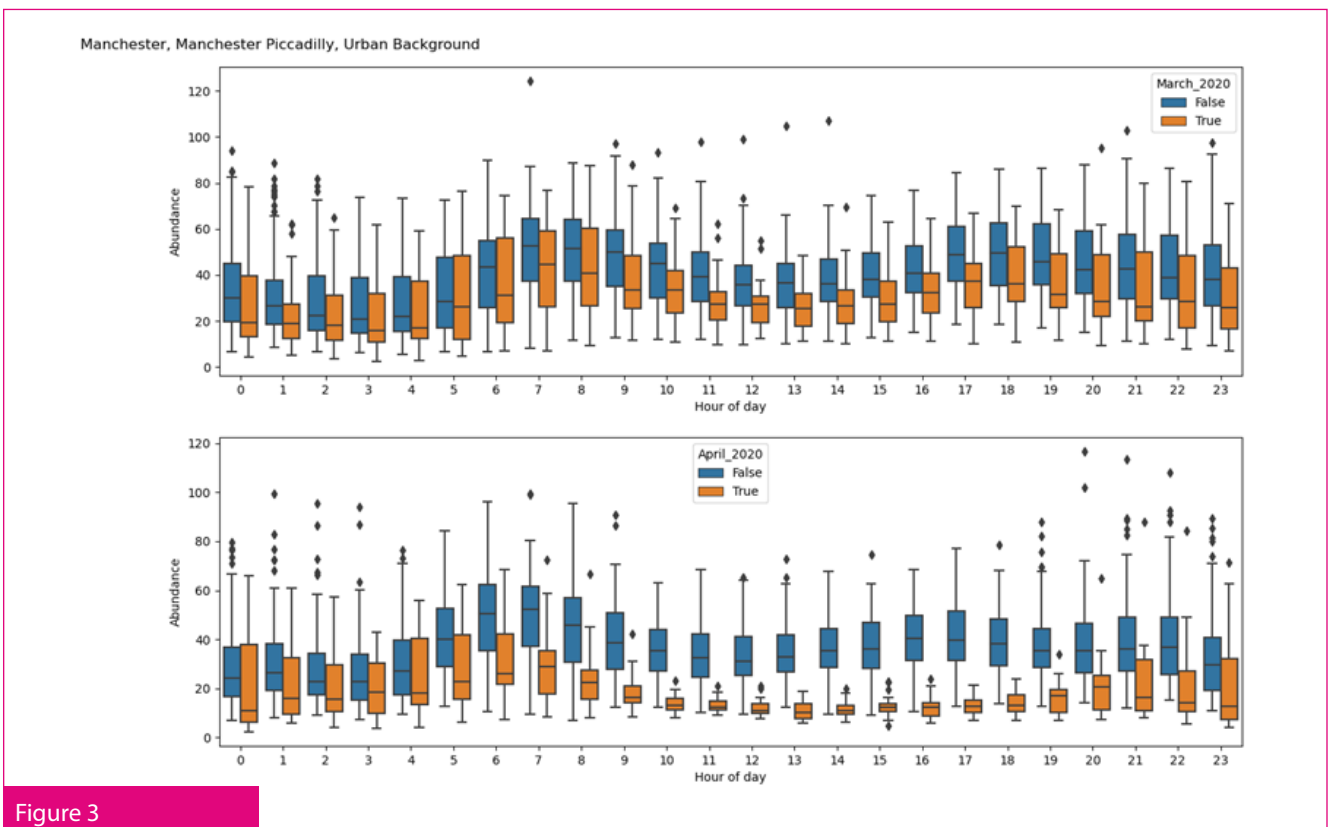 Manchester, Manchester Piccadilly, Urban Background
120
100
80
60
40
20
0
Abundance
March_2020
False
True
0 1 2 3 4 5 6 7 8 9 10 11 12 13 14 15 16 17 18 19 20 21 22 23
Hour of day
120
100
80
60
40
20
0
Abundance
April_2020
False
True
0 1 2 3 4 5 6 7 8 9 10 11 12 13 14 15 16 17 18 19 20 21 22 23
Hour of day
Figure 3